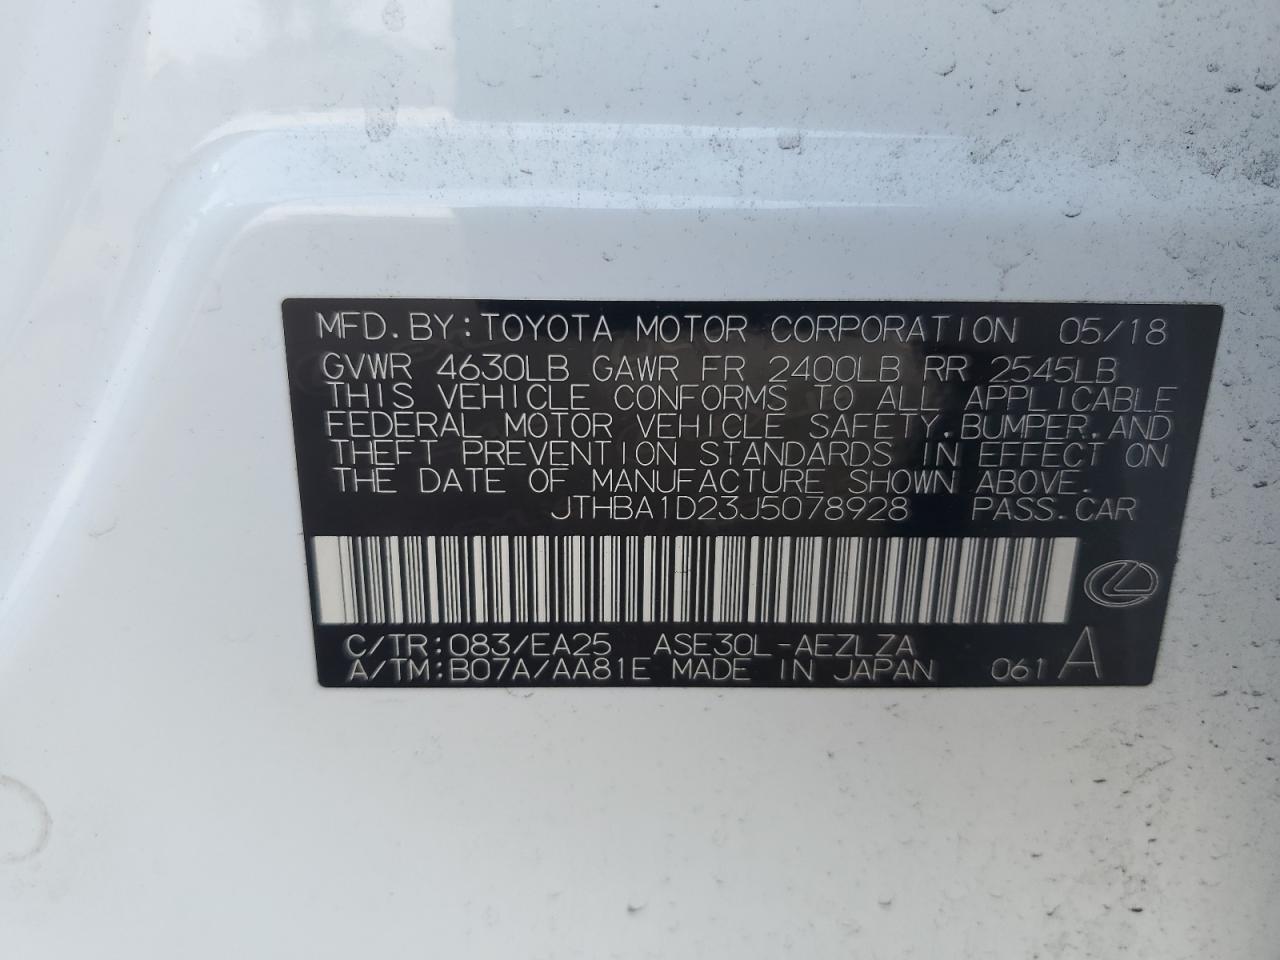 MFD.BY:TOYOTA MOTOR CORPORATION 05/18
GVWR 4630LB GAWR FR 2400LB RR 2545LB
THIS VEHICLE CONFORMS TO ALL APPLICABLE
FEDERAL MOTOR VEHICLE SAFETY,BUMPER,AND
THEFT PREVENTION STANDARDS IN EFFECT ON
THE DATE OF MANUFACTURE SHOWN ABOVE.
JTHBA1D23J5078928 PASS.CAR
C/TR:083/EA25 ASE30L-AEZLZA
A/TM:B07A/AA81E MADE IN JAPAN 061 A